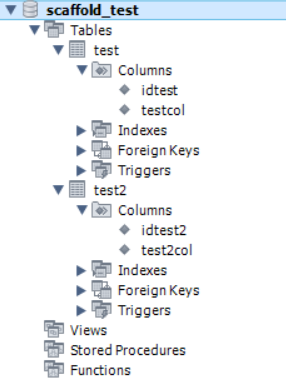 scaffold_test
Tables
test
Columns
idtest
testcol
Indexes
Foreign Keys
Triggers
test2
Columns
idtest2
test2col
Indexes
Foreign Keys
Triggers
Views
Stored Procedures
Functions